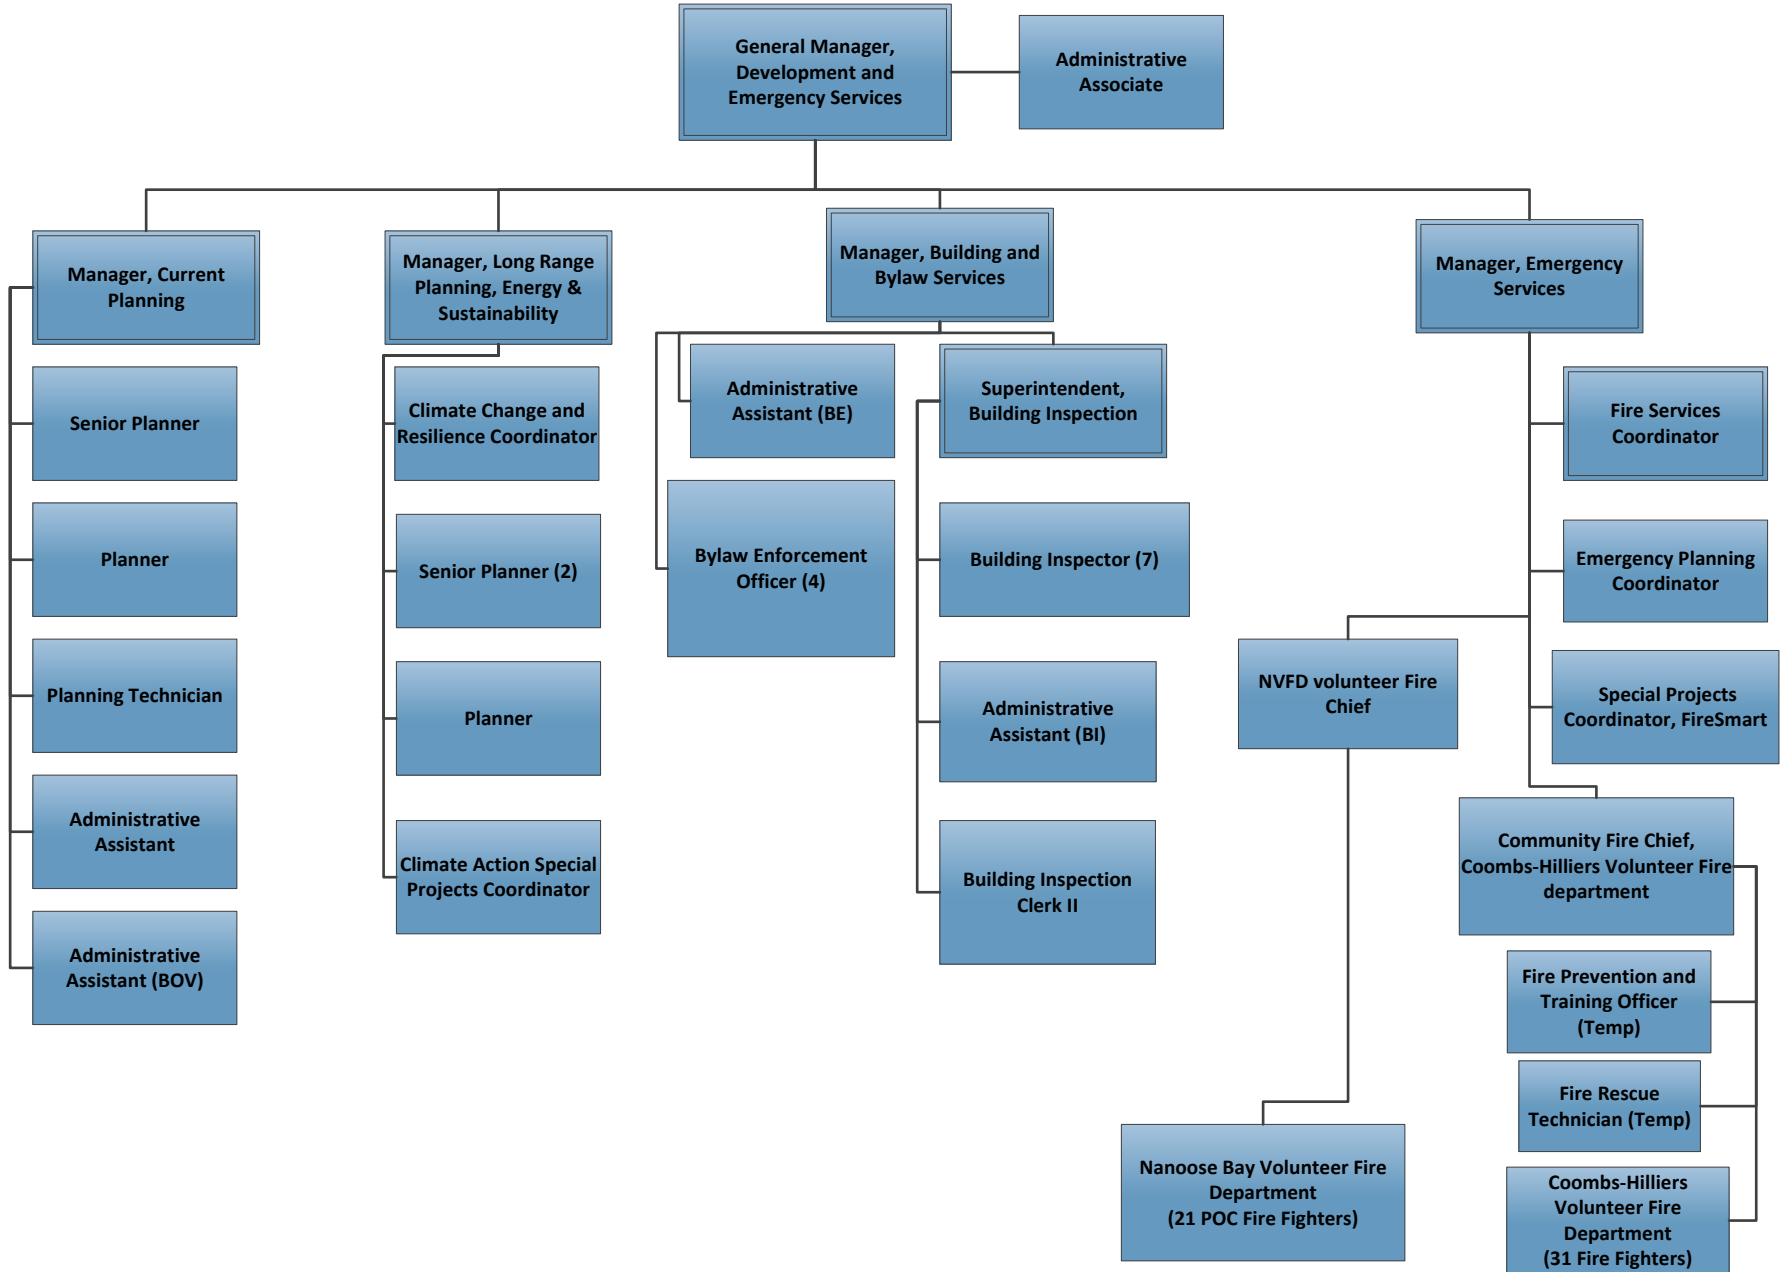 General Manager,
Development and
Emergency Services
Administrative
Associate
Manager, Current
Planning
Senior Planner
Planner
Planning Technician
Administrative
Assistant
Administrative
Assistant (BOV)
Manager, Long Range
Planning, Energy &
Sustainability
Climate Change and
Resilience Coordinator
Senior Planner (2)
Planner
Climate Action Special
Projects Coordinator
Manager, Building and
Bylaw Services
Administrative
Assistant (BE)
Bylaw Enforcement
Officer (4)
Superintendent,
Building Inspection
Building Inspector (7)
Administrative
Assistant (BI)
Building Inspection
Clerk II
Manager, Emergency
Services
Fire Services
Coordinator
Emergency Planning
Coordinator
Special Projects
Coordinator, FireSmart
NVFD volunteer Fire
Chief
Nanoose Bay Volunteer Fire
Department
(21 POC Fire Fighters)
Community Fire Chief,
Coombs-Hilliers Volunteer Fire
department
Fire Prevention and
Training Officer
(Temp)
Fire Rescue
Technician (Temp)
Coombs-Hilliers
Volunteer Fire
Department
(31 Fire Fighters)